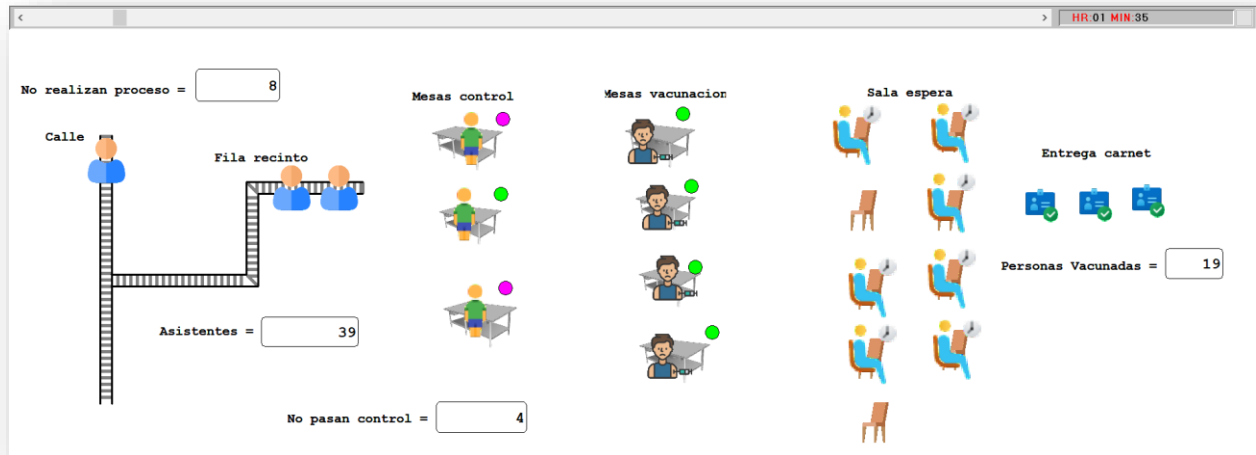 HR:01 MIN:35
No realizan proceso = 8
Mesas control
Mesas vacunacion
Sala espera
Calle
Fila recinto
Entrega carnet
Personas Vacunadas = 19
Asistentes = 39
No pasan control = 4